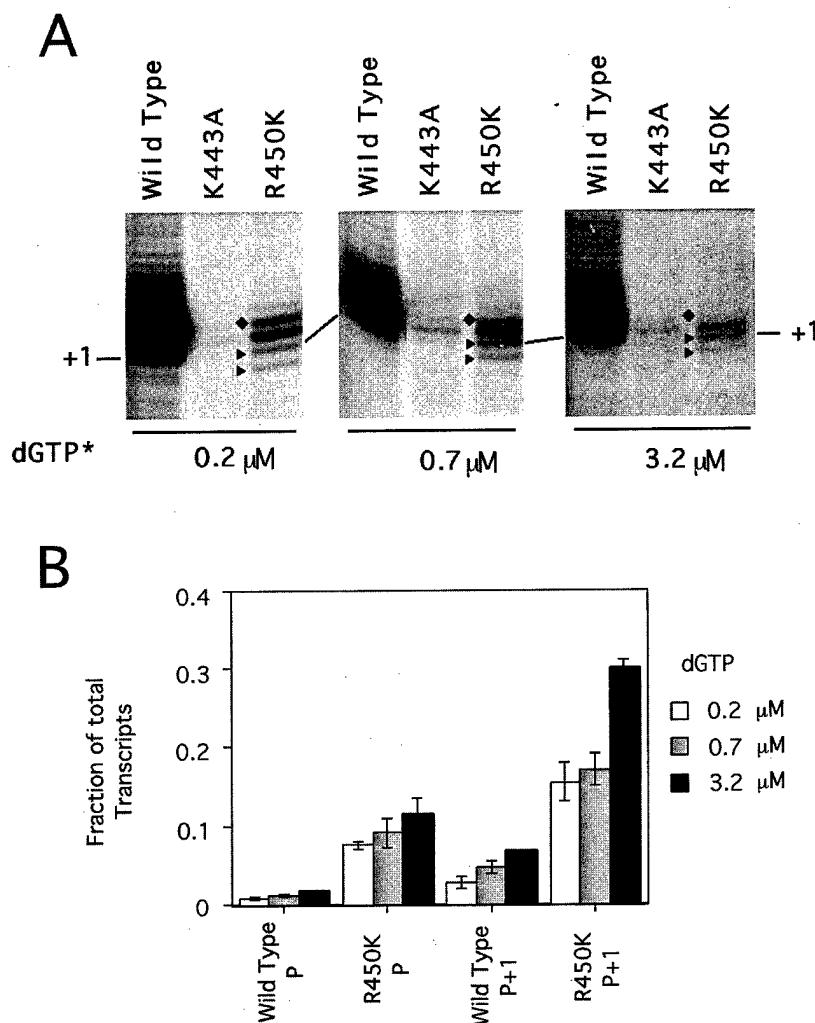 A
Wild Type
K443A
R450K
Wild Type
K443A
R450K
Wild Type
K443A
R450K
+1
+1
dGTP*
0.2 μM
0.7 μM
3.2 μM
B
Fraction of total
Transcripts
0.4
0.3
0.2
0.1
0
Wild Type
P
R450K
P
Wild Type
P+1
R450K
P+1
dGTP
0.2 μM
0.7 μM
3.2 μM